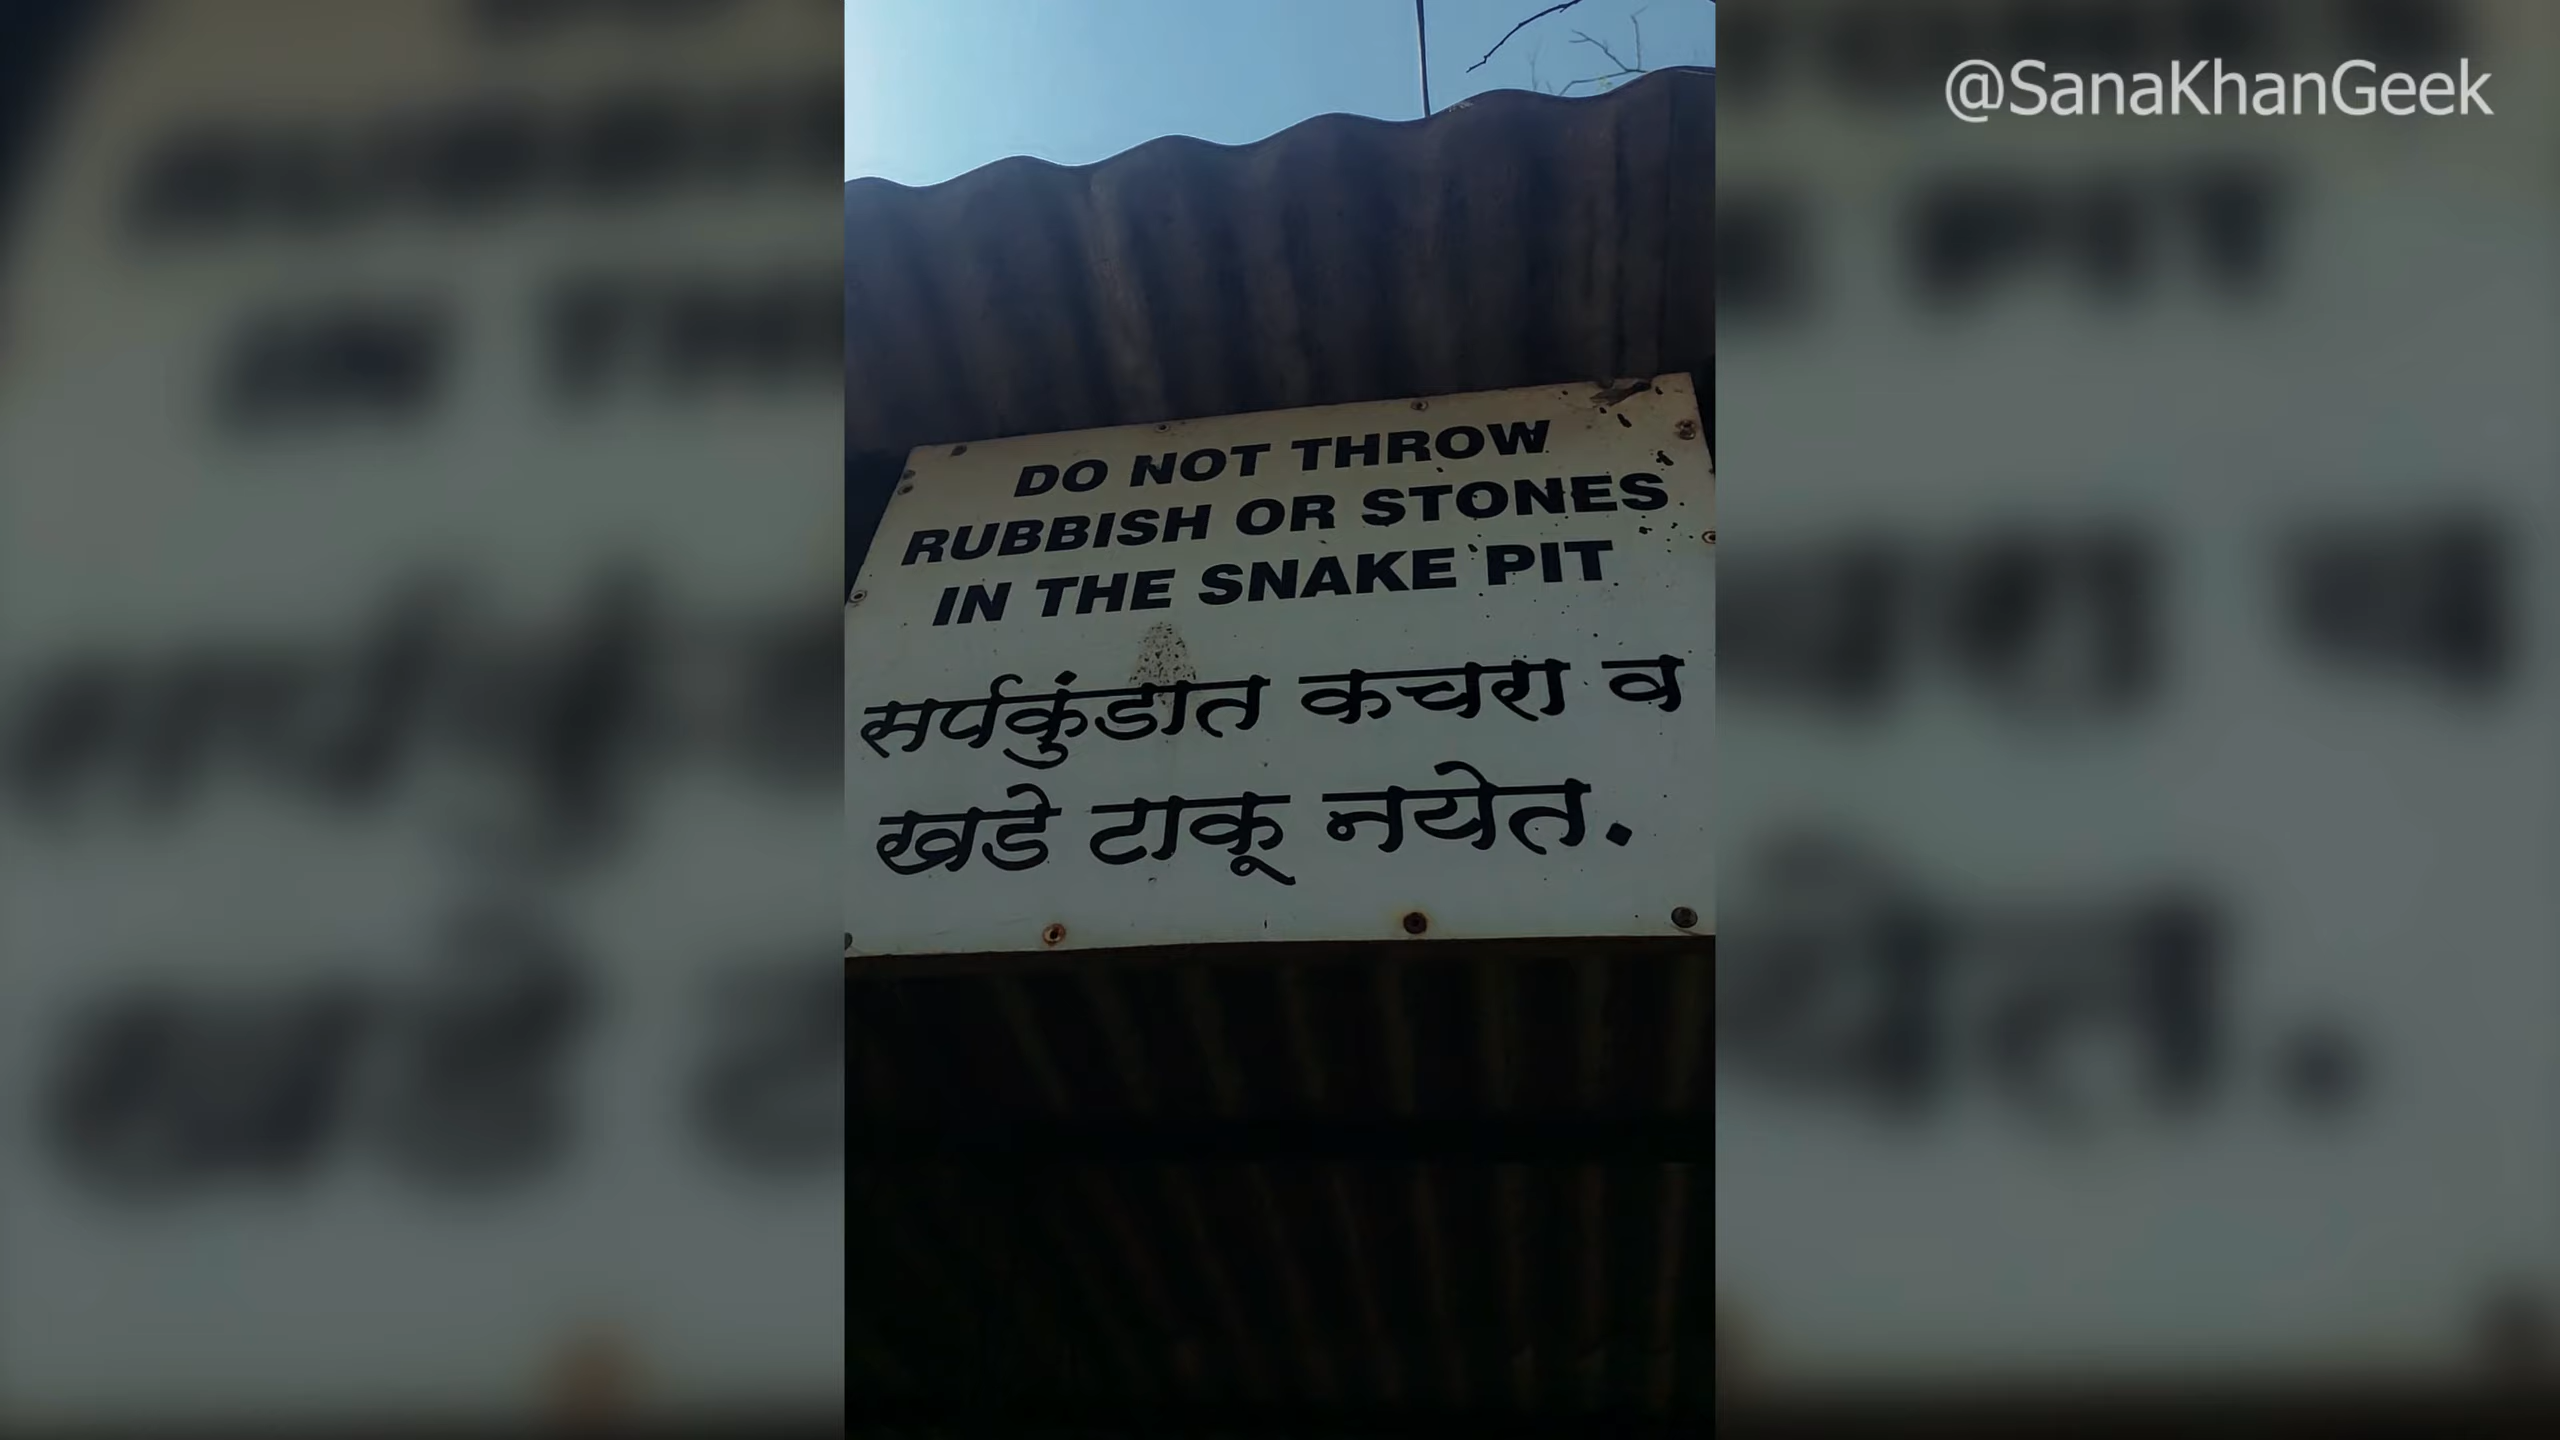 @SanaKhanGeek
DO NOT THROW
RUBBISH OR STONES
IN THE SNAKE PIT
सर्पकुंडात कचरा व
खडे टाकू नयेत.